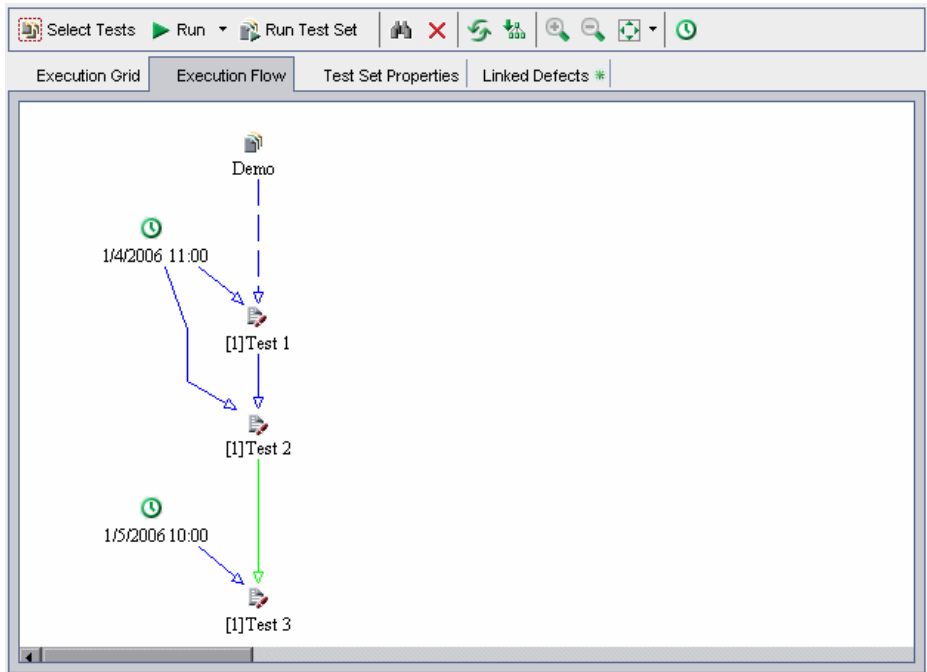 Select Tests Run Run Test Set
Execution Grid Execution Flow Test Set Properties Linked Defects *
Demo
1/4/2006 11:00
[1]Test 1
[1]Test 2
1/5/2006 10:00
[1]Test 3